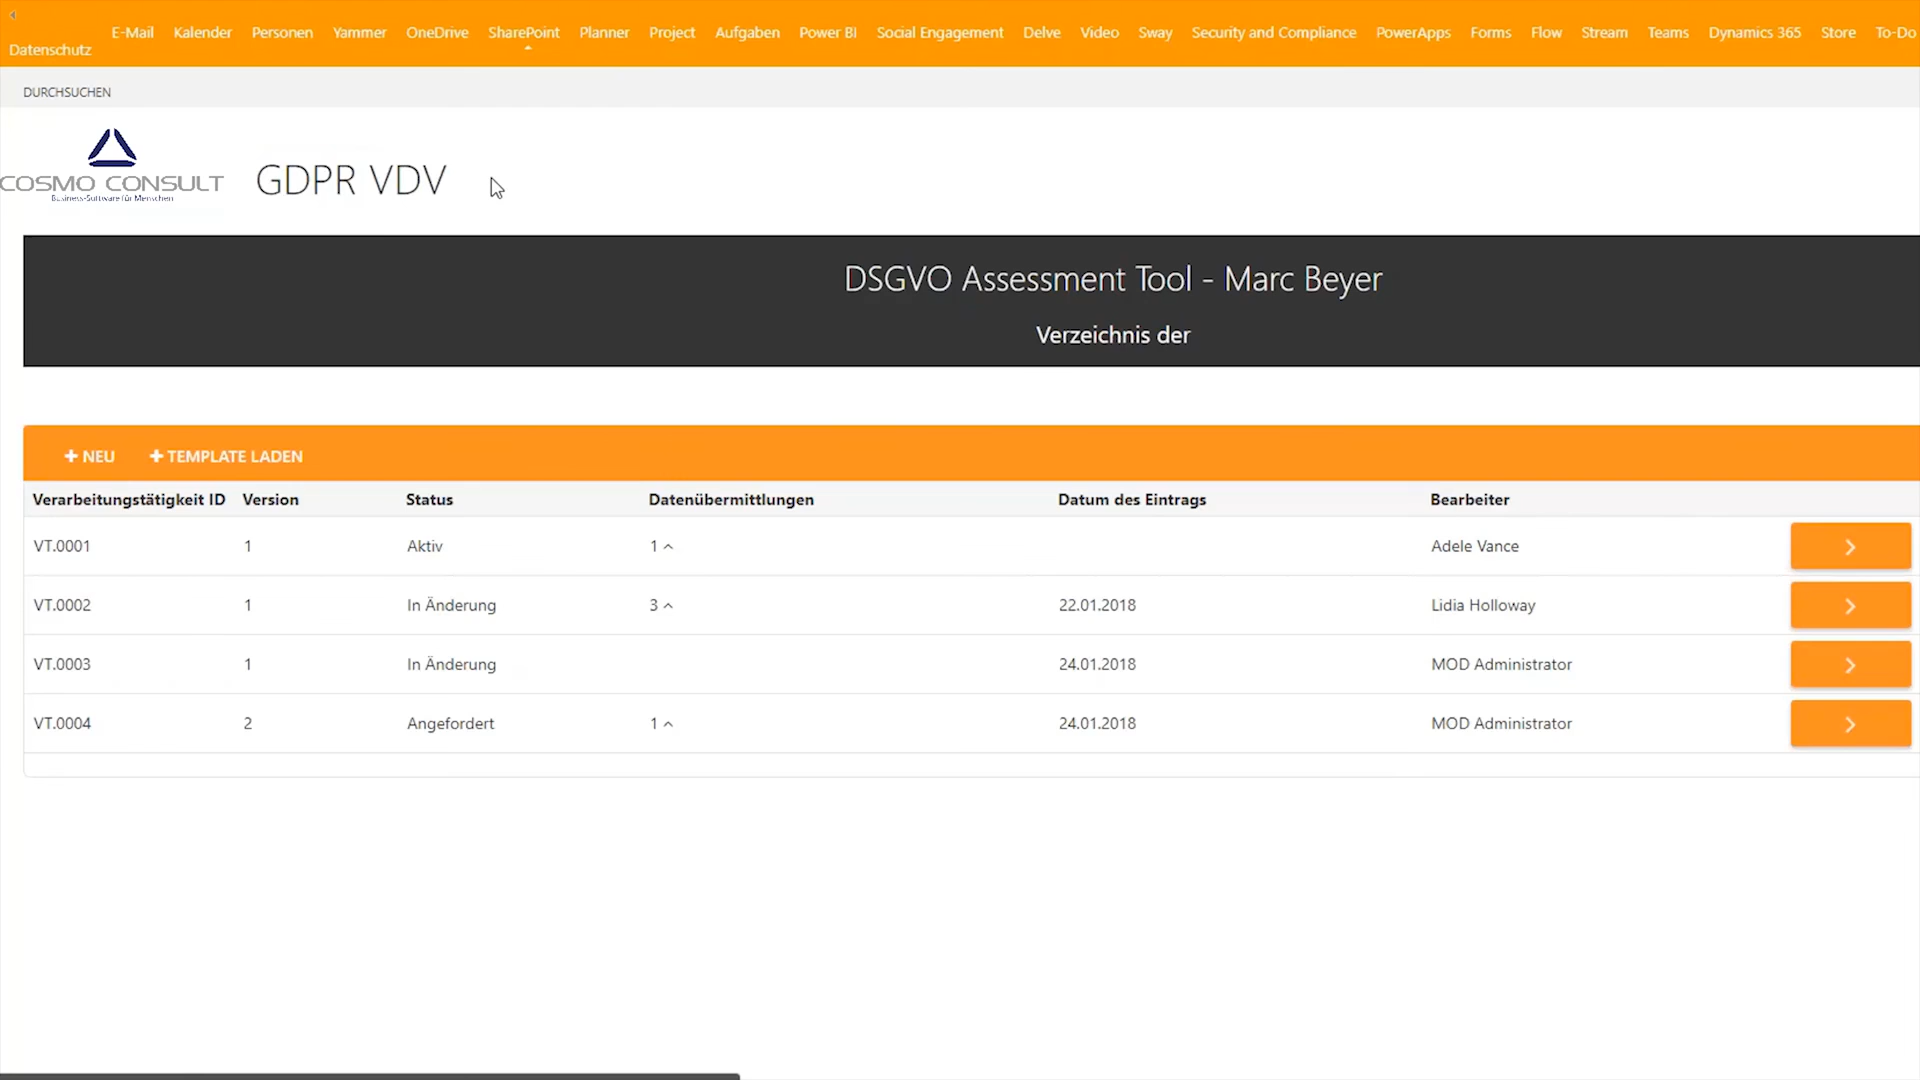 E-Mail Kalender Personen Yammer OneDrive SharePoint Planner Project Aufgaben Power BI Social Engagement Delve Video Sway Security and Compliance PowerApps Forms Flow Stream Teams Dynamics 365 Store To-Do
Datenschutz
DURCHSUCHEN
COSMO CONSULT
Business-Software für Menschen
GDPR VDV
DSGVO Assessment Tool - Marc Beyer
Verzeichnis der
+ NEU + TEMPLATE LADEN
Verarbeitungstätigkeit ID Version Status Datenübermittlungen Datum des Eintrags Bearbeiter
VT.0001 1 Aktiv 1 Adele Vance
VT.0002 1 In Änderung 3 22.01.2018 Lidia Holloway
VT.0003 1 In Änderung 24.01.2018 MOD Administrator
VT.0004 2 Angefordert 1 24.01.2018 MOD Administrator